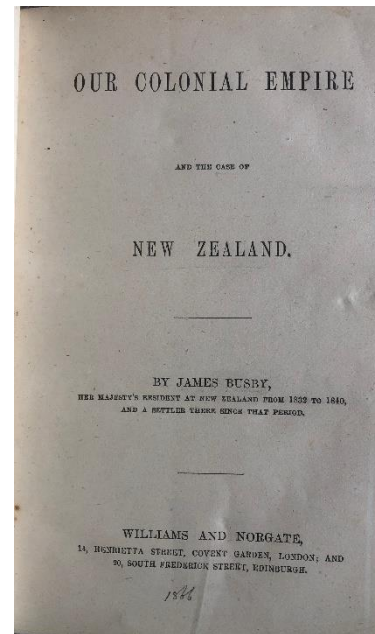 OUR COLONIAL EMPIRE
AND THE CASE OF
NEW ZEALAND.
BY JAMES BUSBY,
HER MAJESTY'S RESIDENT AT NEW ZEALAND FROM 1832 TO 1840,
AND A SETTLER THERE SINCE THAT PERIOD.
WILLIAMS AND NORGATE,
14, HENRIETTA STREET, COVENT GARDEN, LONDON; AND
20, SOUTH FREDERICK STREET, EDINBURGH.
1866